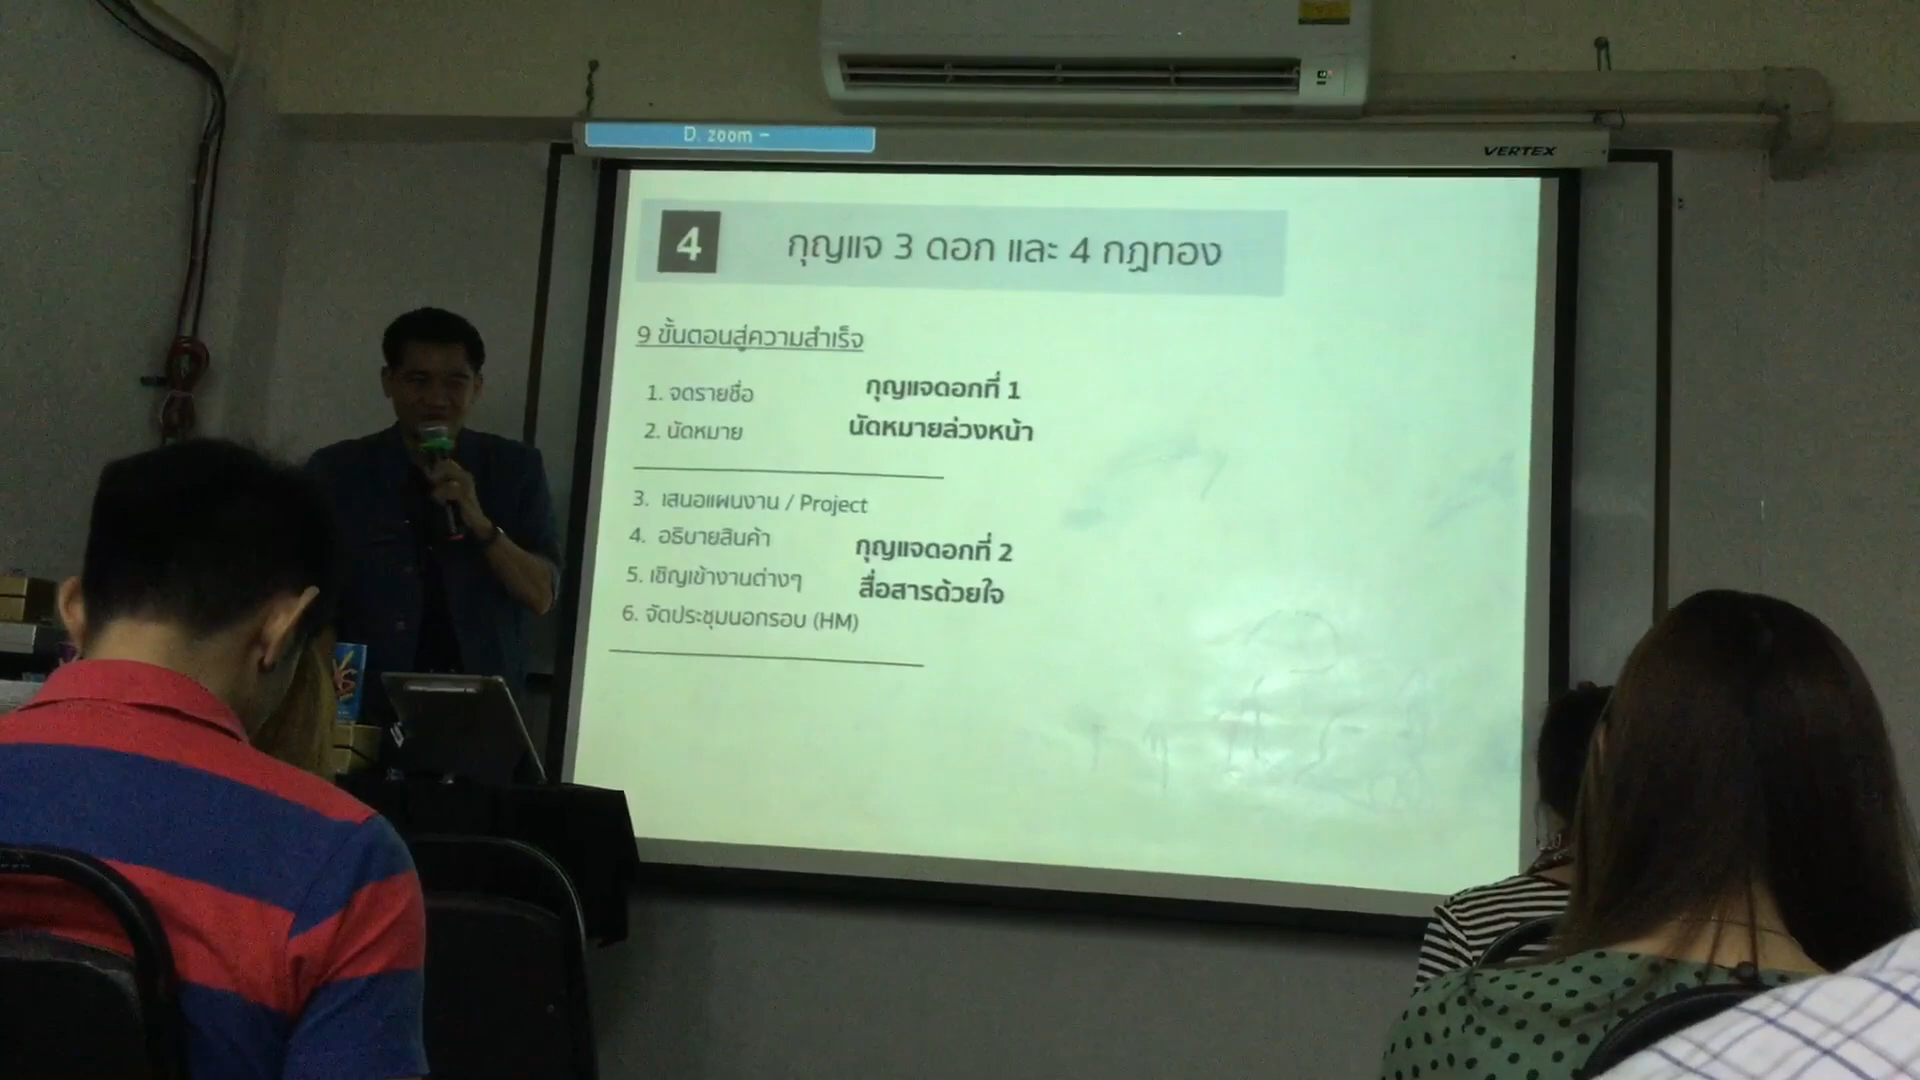 D. zoom −
VERTEX
4 กุญแจ 3 ดอก และ 4 กฎทอง
9 ขั้นตอนสู่ความสำเร็จ
1. จดรายชื่อ
กุญแจดอกที่ 1
2. นัดหมาย
นัดหมายล่วงหน้า
3. เสนอแผนงาน / Project
4. อธิบายสินค้า
กุญแจดอกที่ 2
5. เชิญเข้างานต่างๆ
สื่อสารด้วยใจ
6. จัดประชุมนอกรอบ (HM)